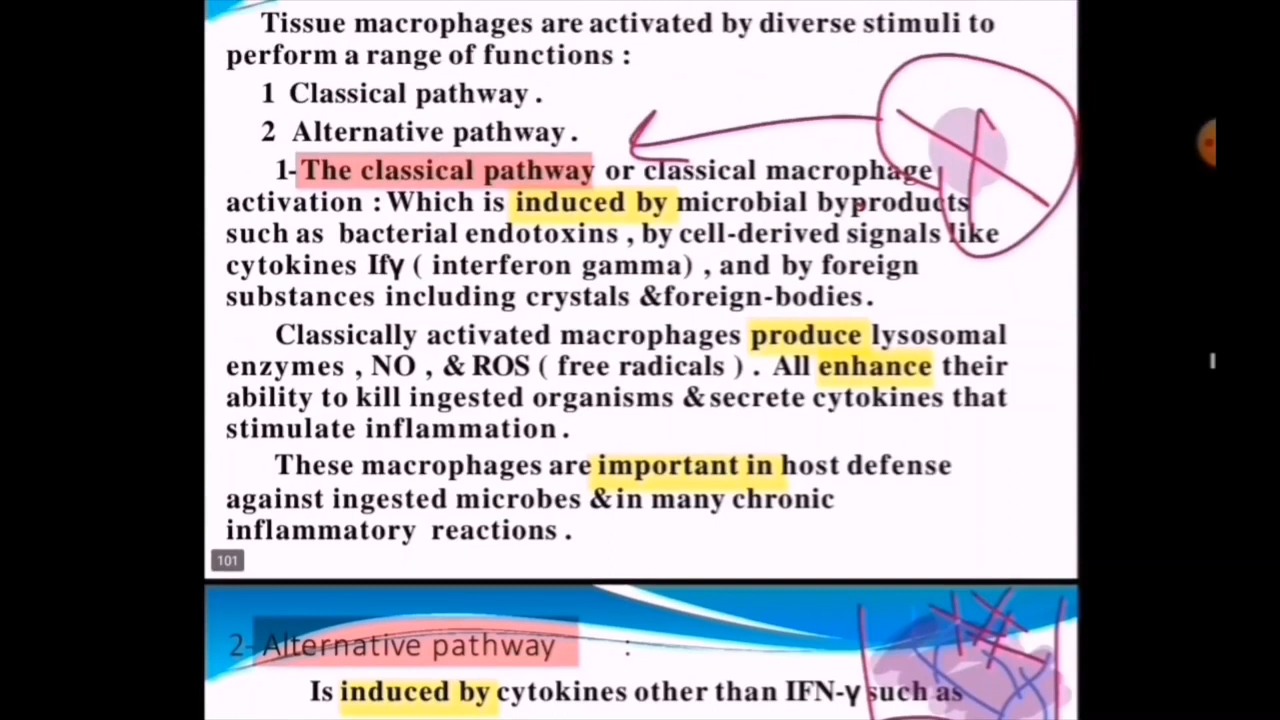 Tissue macrophages are activated by diverse stimuli to
perform a range of functions :
1 Classical pathway .
2 Alternative pathway .
1- The classical pathway or classical macrophage
activation : Which is induced by microbial byproducts
such as bacterial endotoxins , by cell-derived signals like
cytokines Ifγ ( interferon gamma) , and by foreign
substances including crystals &foreign-bodies .
Classically activated macrophages produce lysosomal
enzymes , NO , & ROS ( free radicals ) . All enhance their
ability to kill ingested organisms &secrete cytokines that
stimulate inflammation .
These macrophages are important in host defense
against ingested microbes &in many chronic
inflammatory reactions .
101
2- Alternative pathway :
Is induced by cytokines other than IFN-γ such as